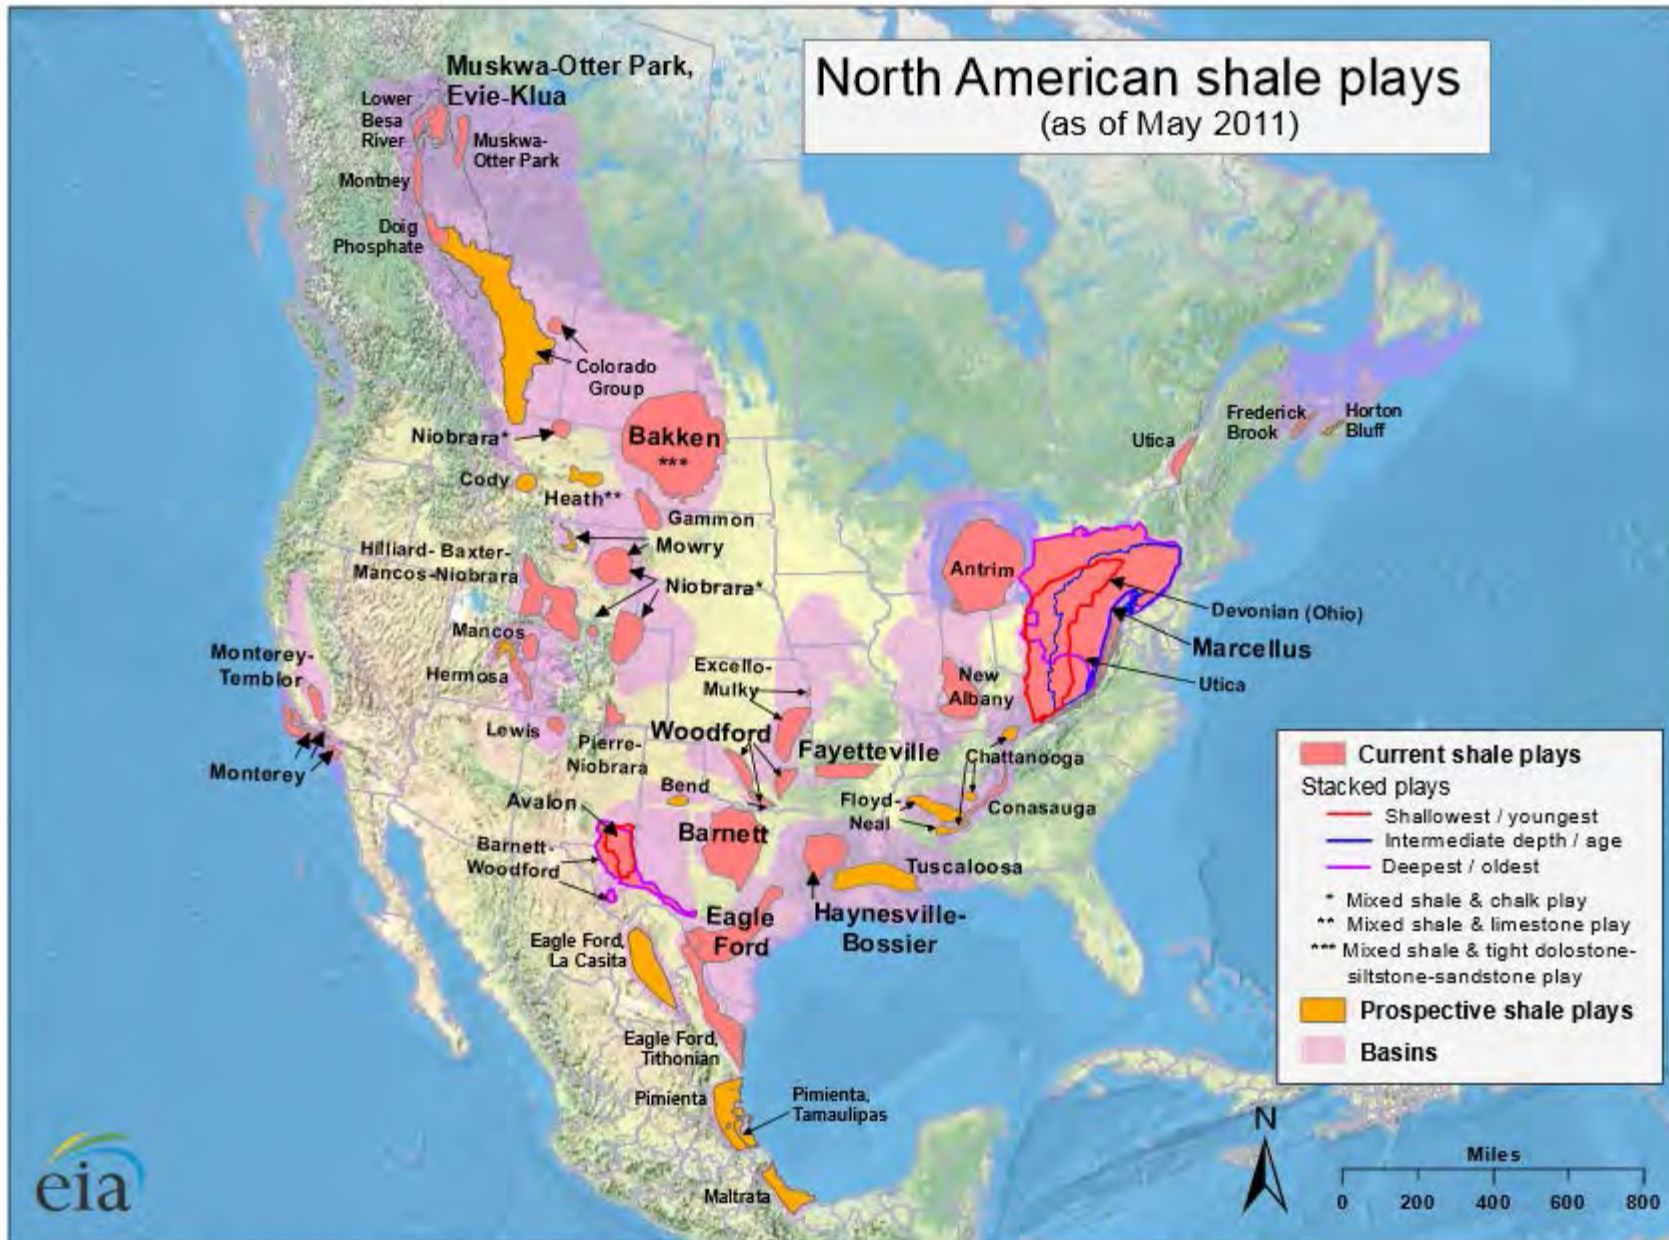 North American shale plays
(as of May 2011)
Muskwa-Otter Park,
Evie-Klua
Lower
Besa
River
Muskwa-
Otter Park
Montney
Doig
Phosphate
Colorado
Group
Niobrara*
Bakken
***
Cody
Heath**
Gammon
Mowry
Hilliard-Baxter-
Mancos-Niobrara
Niobrara*
Mancos
Hermosa
Monterey-
Temblor
Monterey
Lewis
Pierre-
Niobrara
Excello-
Mulky
Woodford
Fayetteville
Bend
Avalon
Barnett-
Woodford
Barnett
Eagle
Ford
Haynesville-
Bossier
Tuscaloosa
Floyd-
Neal
Chattanooga
Conasauga
New
Albany
Antrim
Devonian (Ohio)
Marcellus
Utica
Utica
Frederick
Brook
Horton
Bluff
Eagle Ford,
La Casita
Eagle Ford,
Tithonian
Pimienta
Pimienta,
Tamaulipas
Maltrata
Current shale plays
Stacked plays
Shallowest / youngest
Intermediate depth / age
Deepest / oldest
* Mixed shale & chalk play
** Mixed shale & limestone play
*** Mixed shale & tight dolostone-
siltstone-sandstone play
Prospective shale plays
Basins
N
Miles
0 200 400 600 800
eia